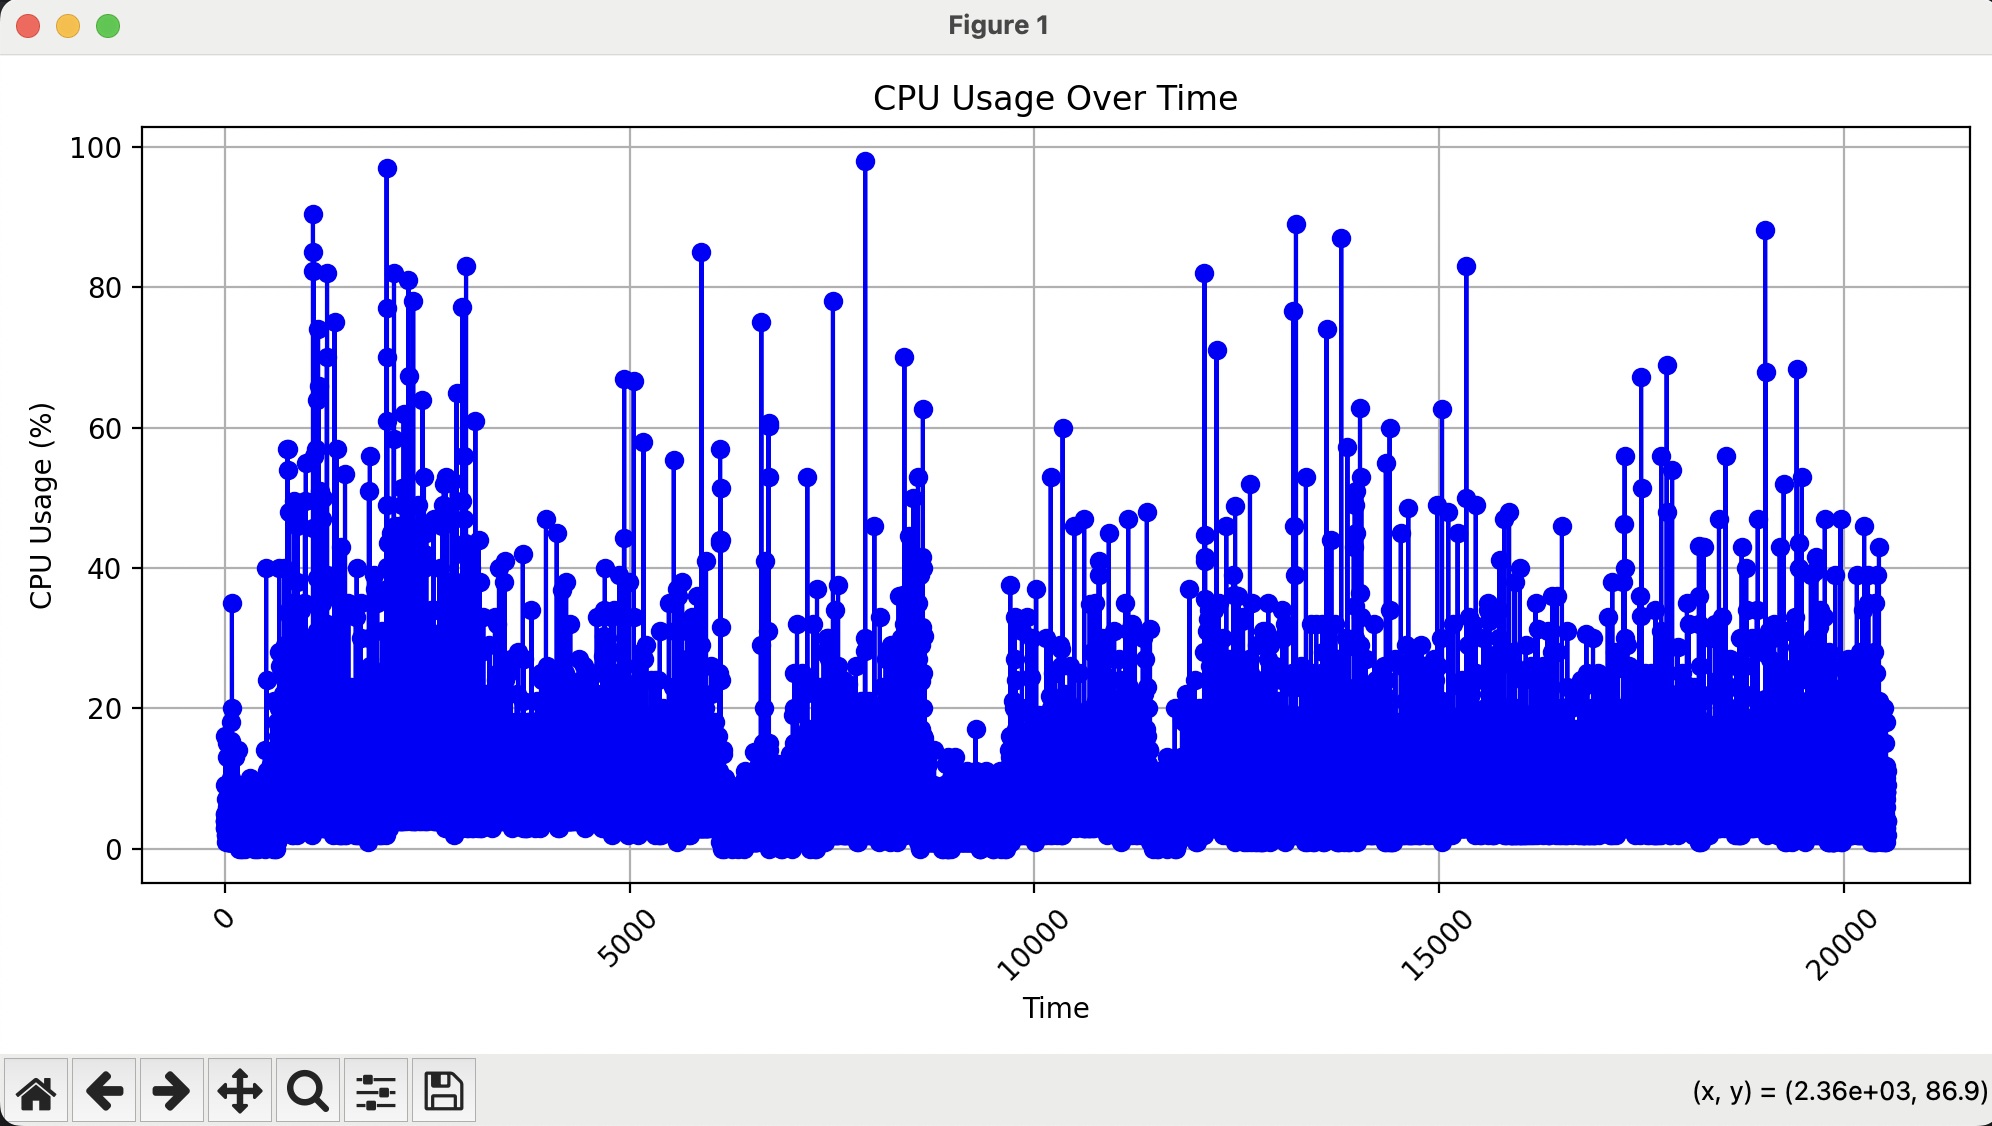 Figure 1
CPU Usage Over Time
100
80
60
40
20
0
CPU Usage (%)
0
5000
10000
15000
20000
Time
(x, y) = (2.36e+03, 86.9)